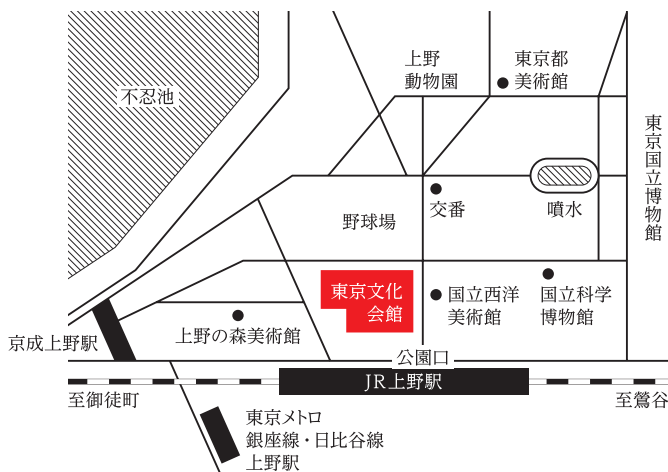 上野
動物園
東京都
美術館
不忍池
東京国立博物館
野球場
交番
噴水
東京文化
会館
国立西洋
美術館
国立科学
博物館
上野の森美術館
京成上野駅
公園口
JR上野駅
至御徒町
至鶯谷
東京メトロ
銀座線・日比谷線
上野駅